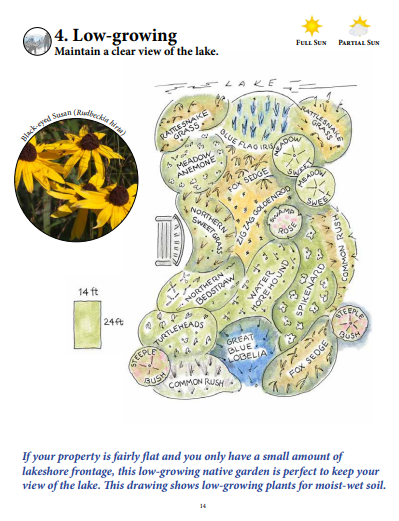 4. Low-growing
Maintain a clear view of the lake.
FULL SUN
PARTIAL SUN
Black-eyed Susan (Rudbeckia hirta)
LAKE
RATTLESNAKE
GRASS
BLUE FLAG IRIS
RATTLESNAKE
GRASS
MEADOW
SWEET
MEADOW
ANEMONE
FOX SEDGE
MEADOW
SWEET
NORTHERN
SWEET GRASS
ZIG ZAG GOLDENROD
SWAMP
ROSE
COMMON RUSH
NORTHERN
BEDSTRAW
WATER
HOREHOUND
SPIKENARD
14 ft
24ft
TURTLEHEADS
GREAT
BLUE
LOBELIA
STEEPLE
BUSH
STEEPLE
BUSH
FOX SEDGE
COMMON RUSH
If your property is fairly flat and you only have a small amount of
lakeshore frontage, this low-growing native garden is perfect to keep your
view of the lake. This drawing shows low-growing plants for moist-wet soil.
14